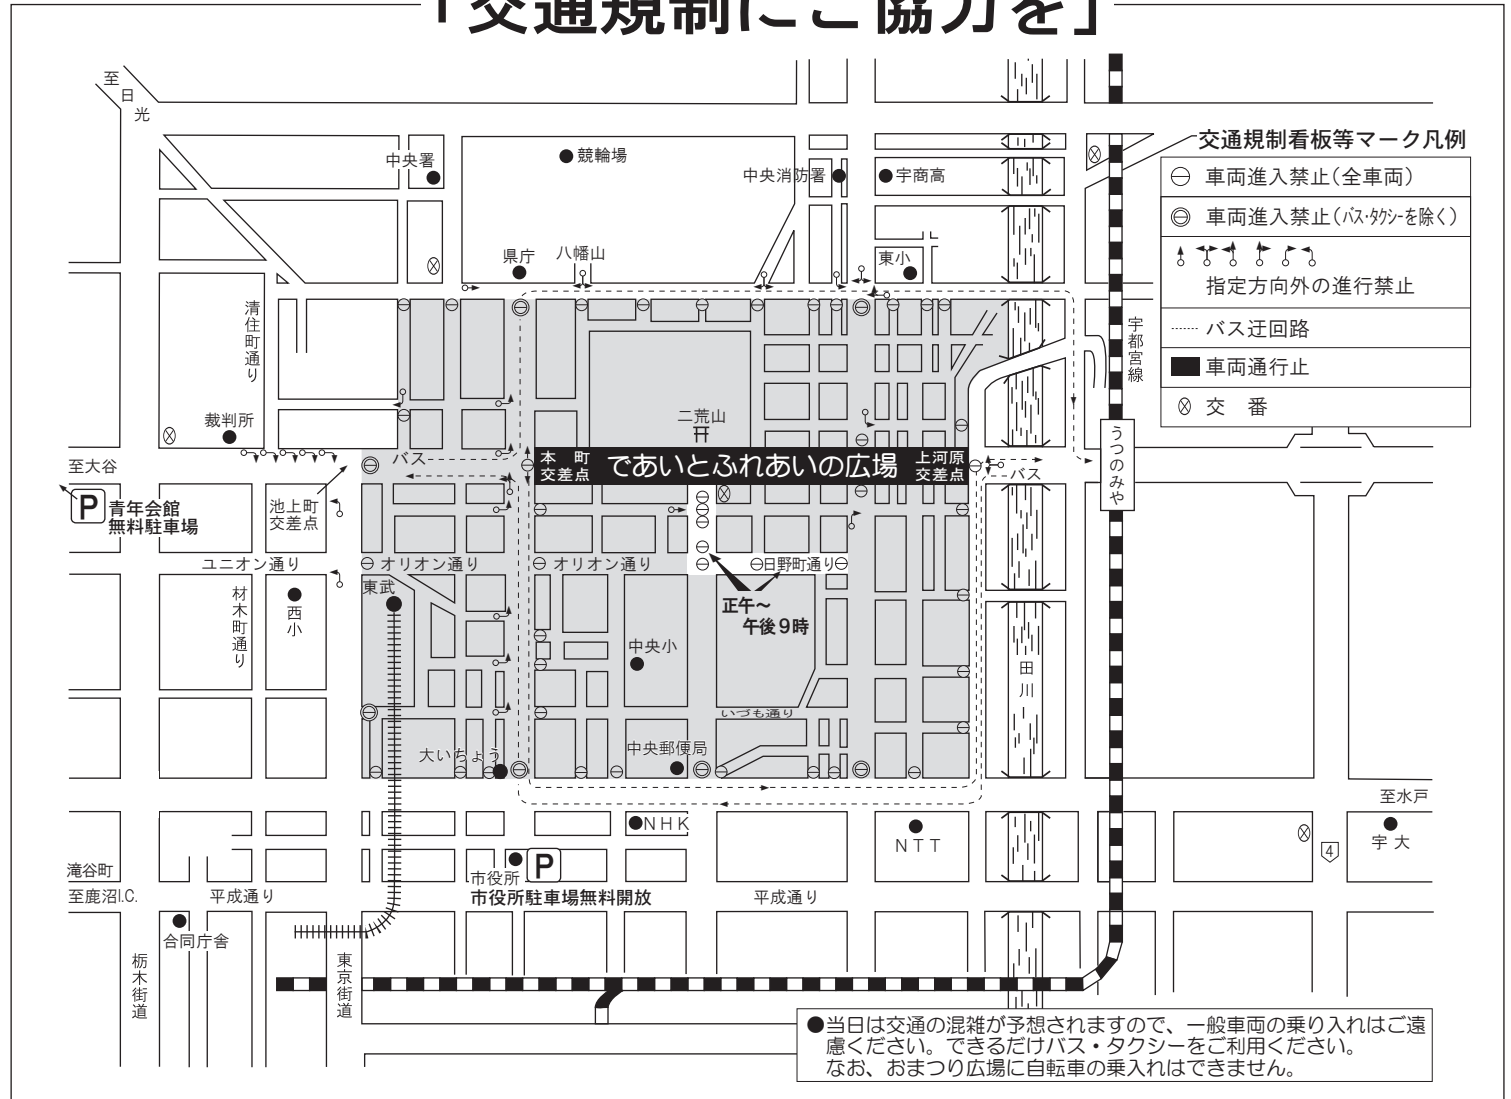 「交通規制にご協力を」
至日光
中央署
競輪場
中央消防署
宇商高
交通規制看板等マーク凡例
車両進入禁止(全車両)
車両進入禁止(バス・タクシーを除く)
指定方向外の進行禁止
バス迂回路
車両通行止
交 番
県庁
八幡山
東小
清住町通り
宇都宮線
裁判所
二荒山
至大谷
バス
本町交差点
であいとふれあいの広場
上河原交差点
バス
うつのみや
P
青年会館
無料駐車場
池上町
交差点
ユニオン通り
オリオン通り
オリオン通り
日野町通り
東武
材木町通り
西小
正午〜
午後9時
中央小
田川
いづも通り
大いちょう
中央郵便局
至水戸
NHK
NTT
4
宇大
滝谷町
市役所
P
至鹿沼I.C.
平成通り
市役所駐車場無料開放
平成通り
合同庁舎
栃木街道
東京街道
●当日は交通の混雑が予想されますので、一般車両の乗り入れはご遠
慮ください。できるだけバス・タクシーをご利用ください。
なお、おまつり広場に自転車の乗入れはできません。